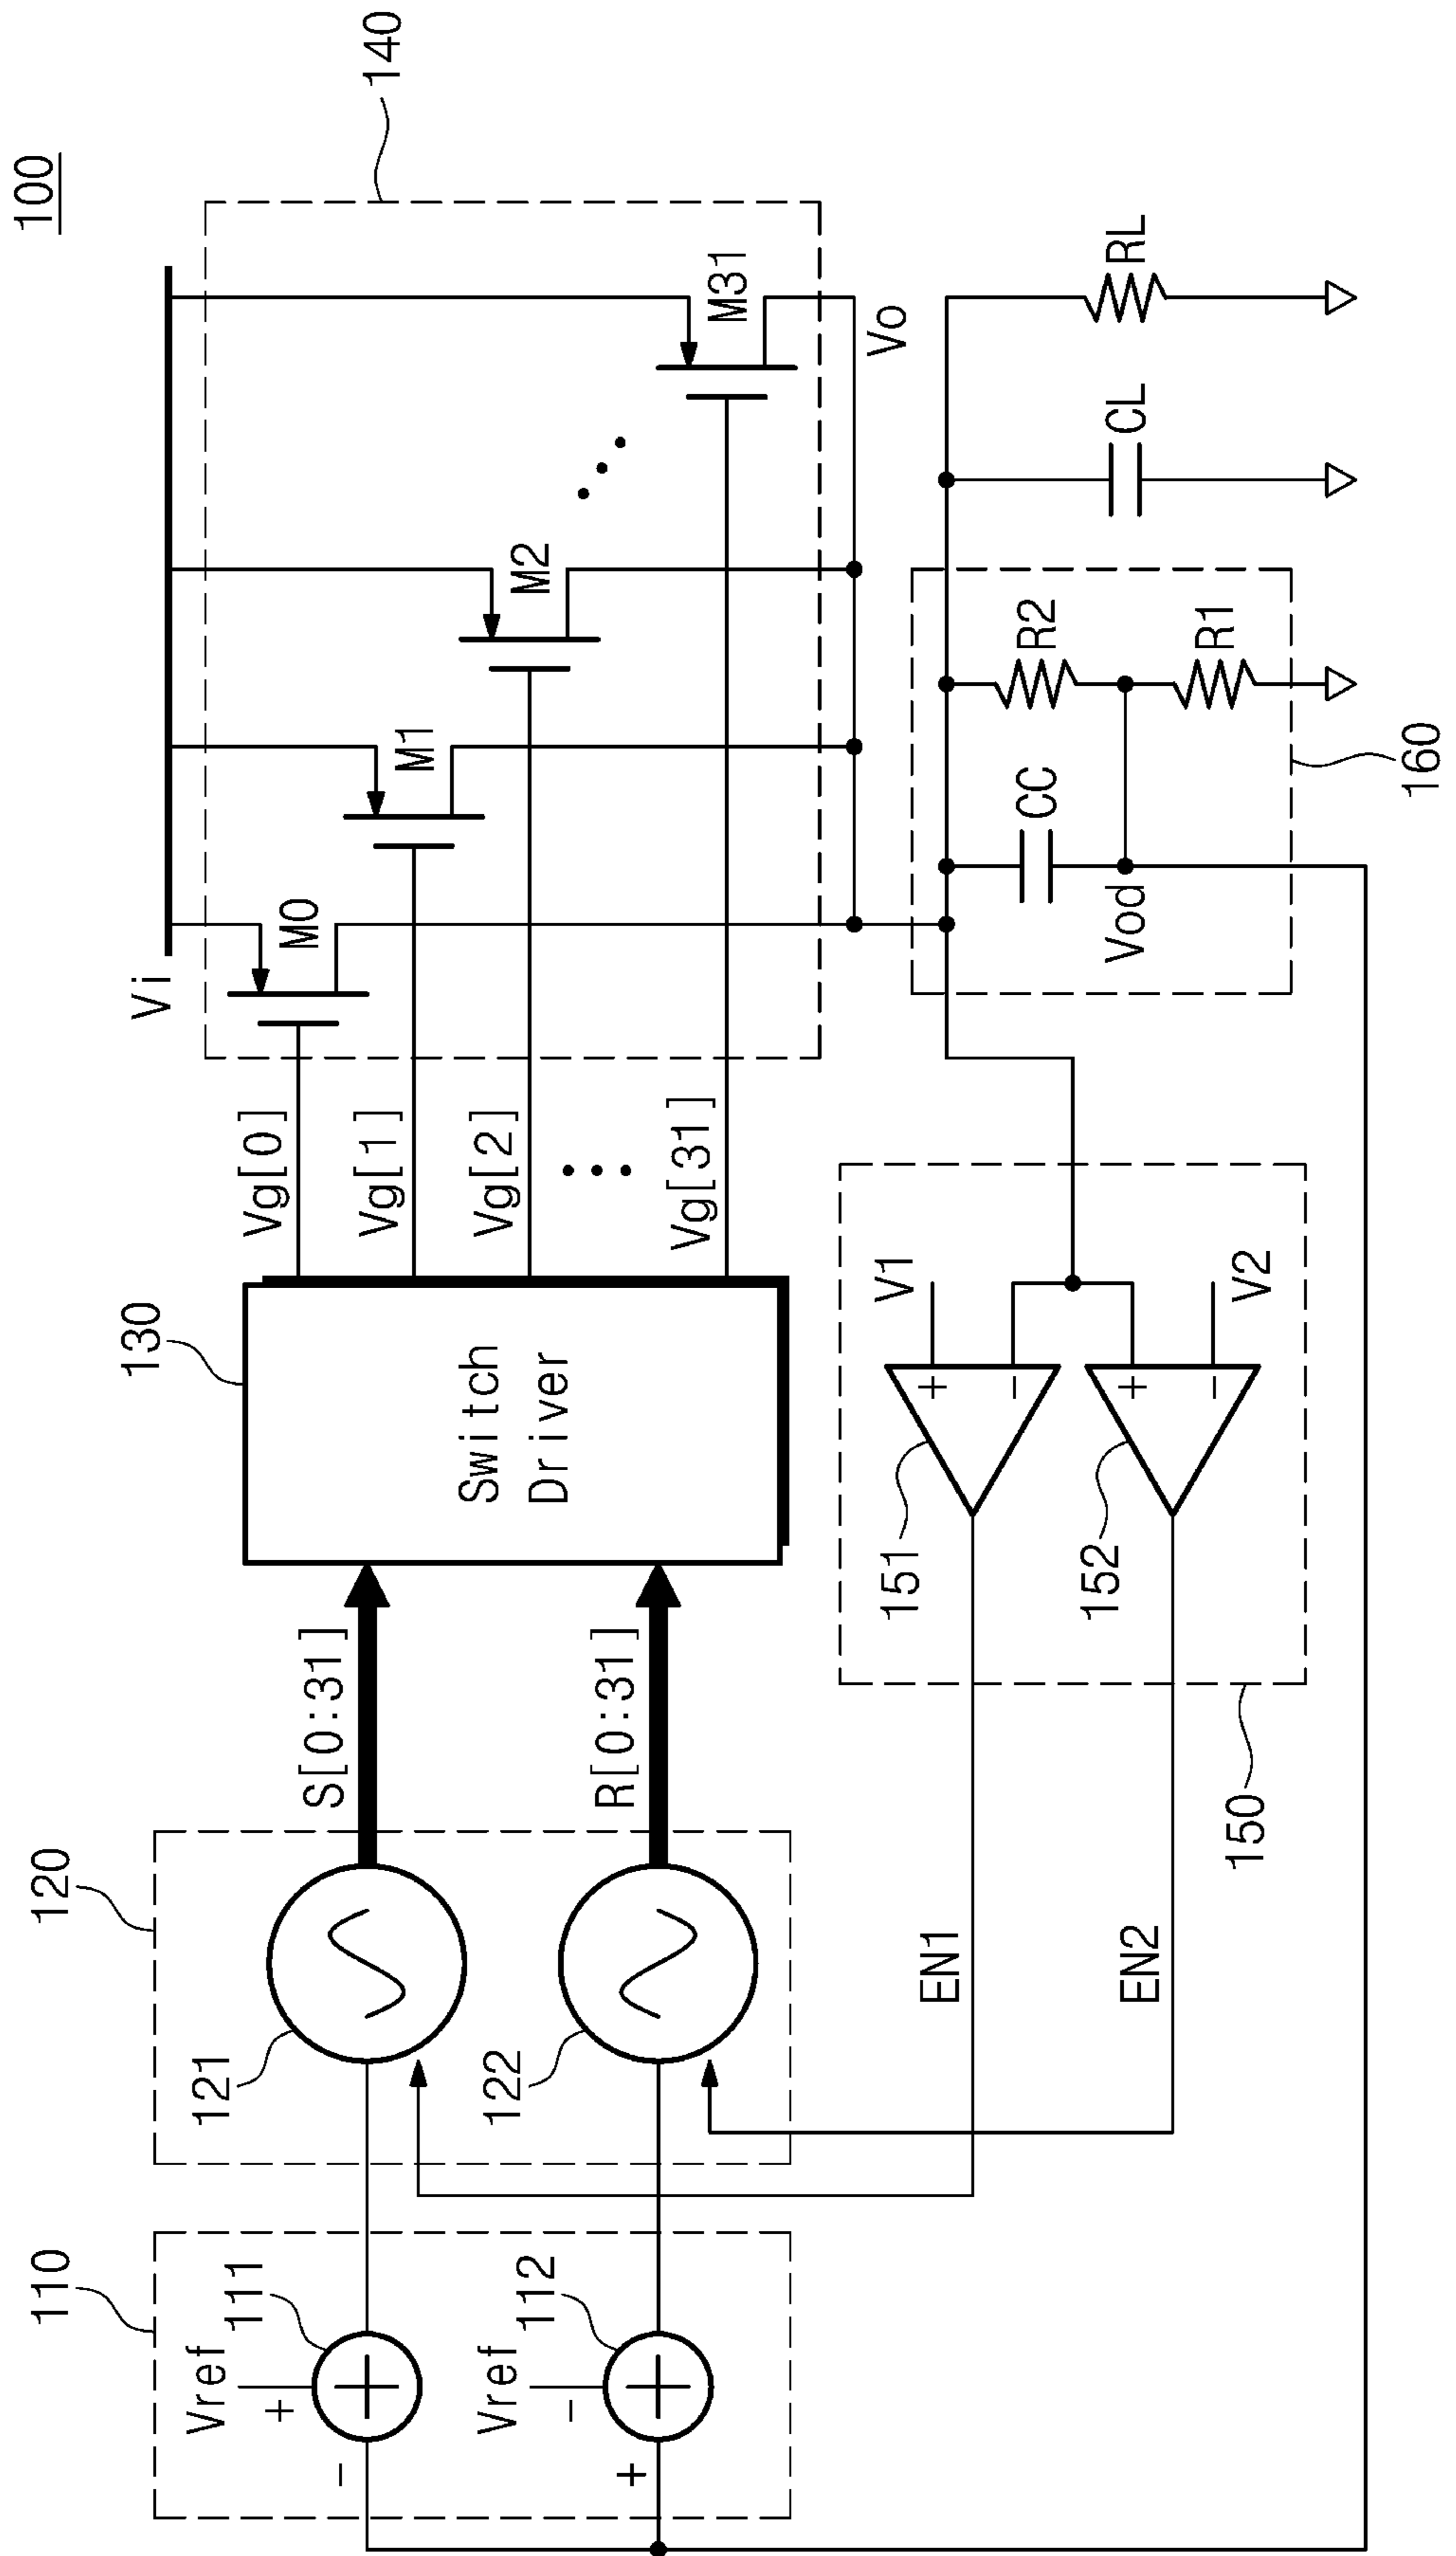 100
110
Vref
+
-
111
Vref
-
+
112
120
121
122
S[0:31]
R[0:31]
130
Switch
Driver
Vg[0]
Vg[1]
Vg[2]
Vg[31]
Vi
140
M0
M1
M2
M31
Vo
EN1
EN2
150
151
+
-
V1
152
+
-
V2
160
Vod
CC
R2
R1
CL
RL